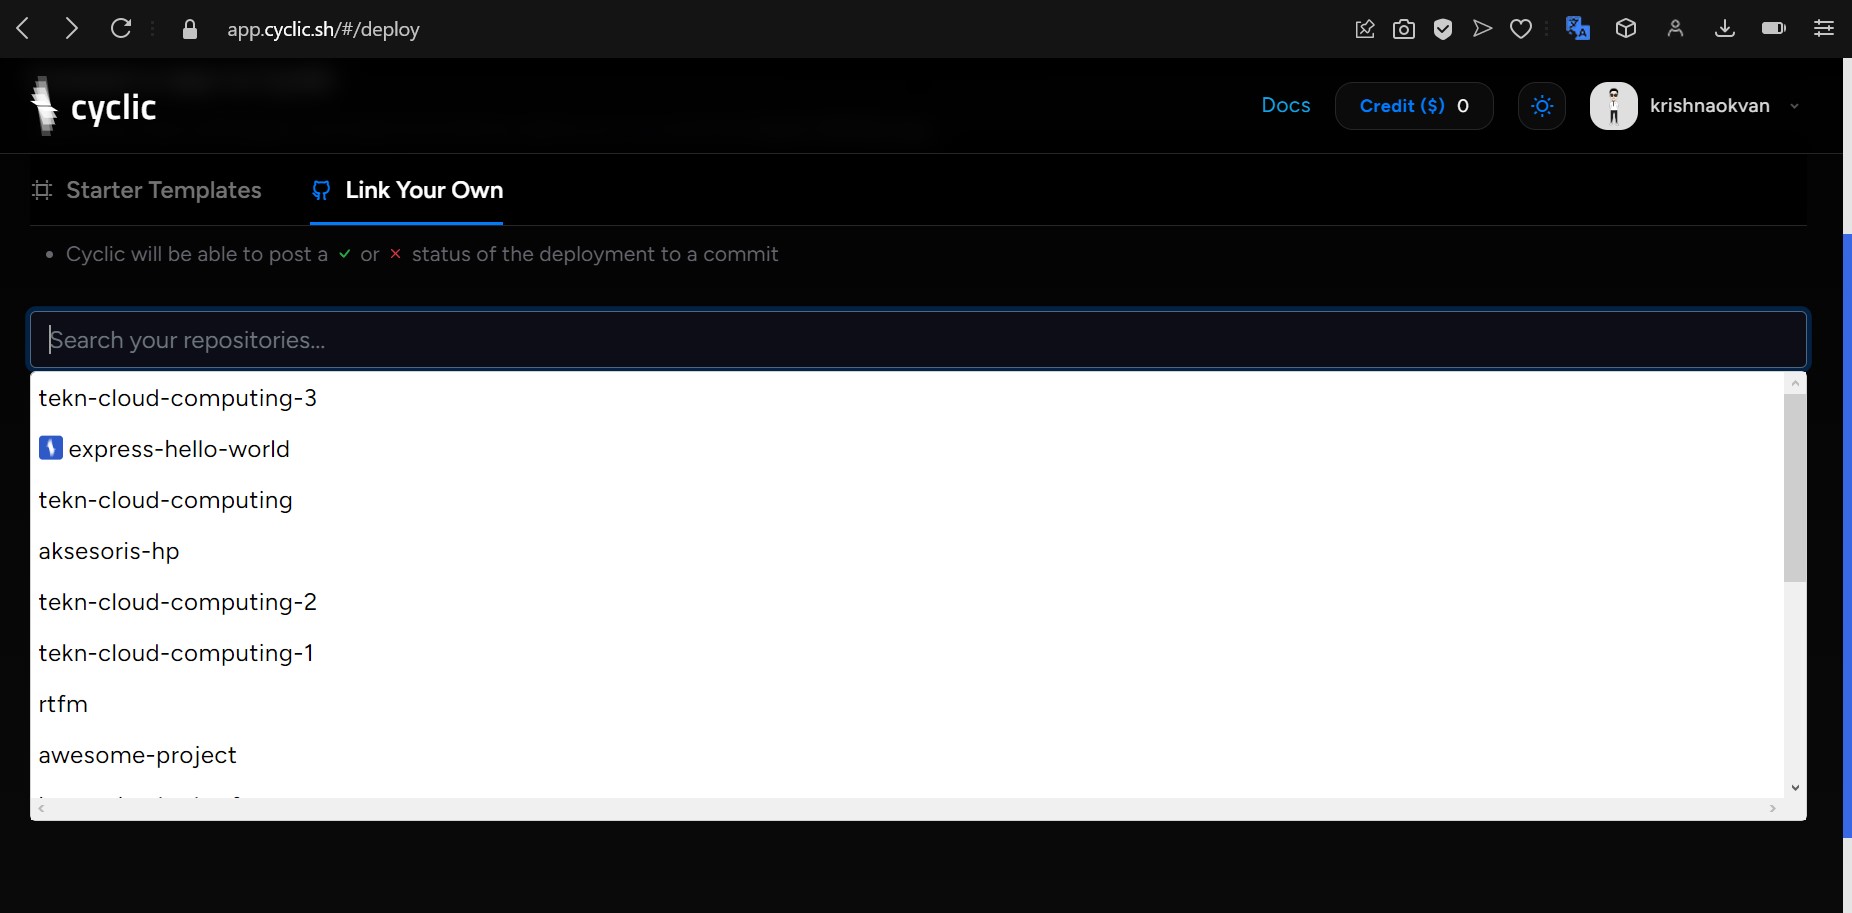 app.cyclic.sh/#/deploy
cyclic
Docs
Credit ($) 0
krishnaokvan
Starter Templates
Link Your Own
Cyclic will be able to post a ✓ or × status of the deployment to a commit
Search your repositories...
tekn-cloud-computing-3
express-hello-world
tekn-cloud-computing
aksesoris-hp
tekn-cloud-computing-2
tekn-cloud-computing-1
rtfm
awesome-project